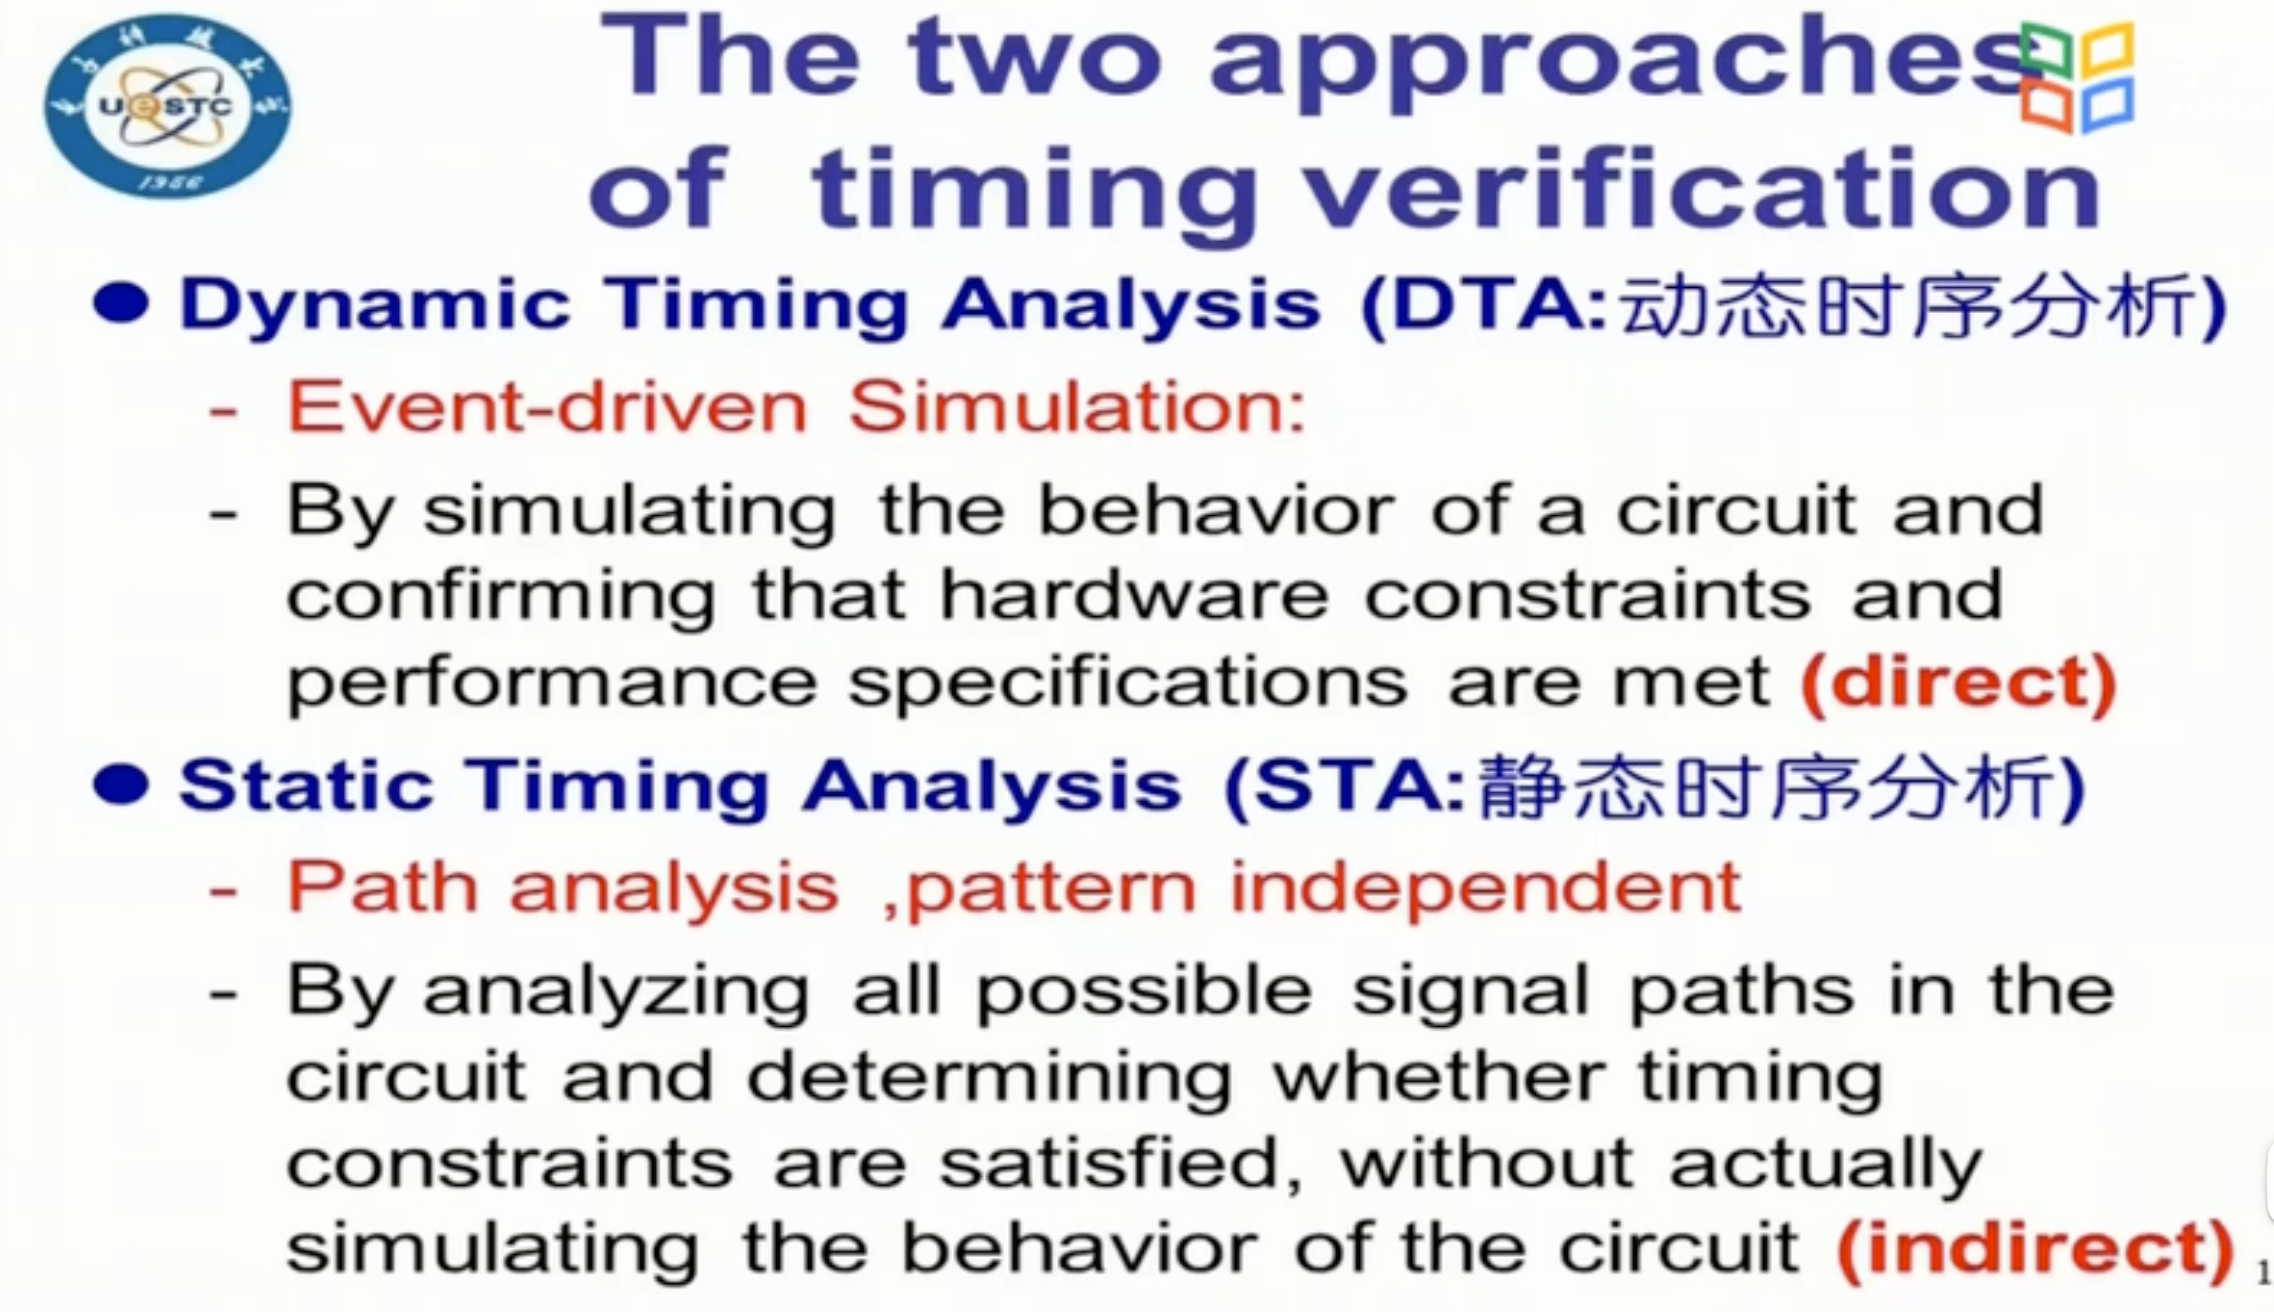 The two approaches
of timing verification
UESTC
1956
● Dynamic Timing Analysis (DTA:动态时序分析)
- Event-driven Simulation:
- By simulating the behavior of a circuit and
confirming that hardware constraints and
performance specifications are met (direct)
● Static Timing Analysis (STA:静态时序分析)
- Path analysis ,pattern independent
- By analyzing all possible signal paths in the
circuit and determining whether timing
constraints are satisfied, without actually
simulating the behavior of the circuit (indirect)
1